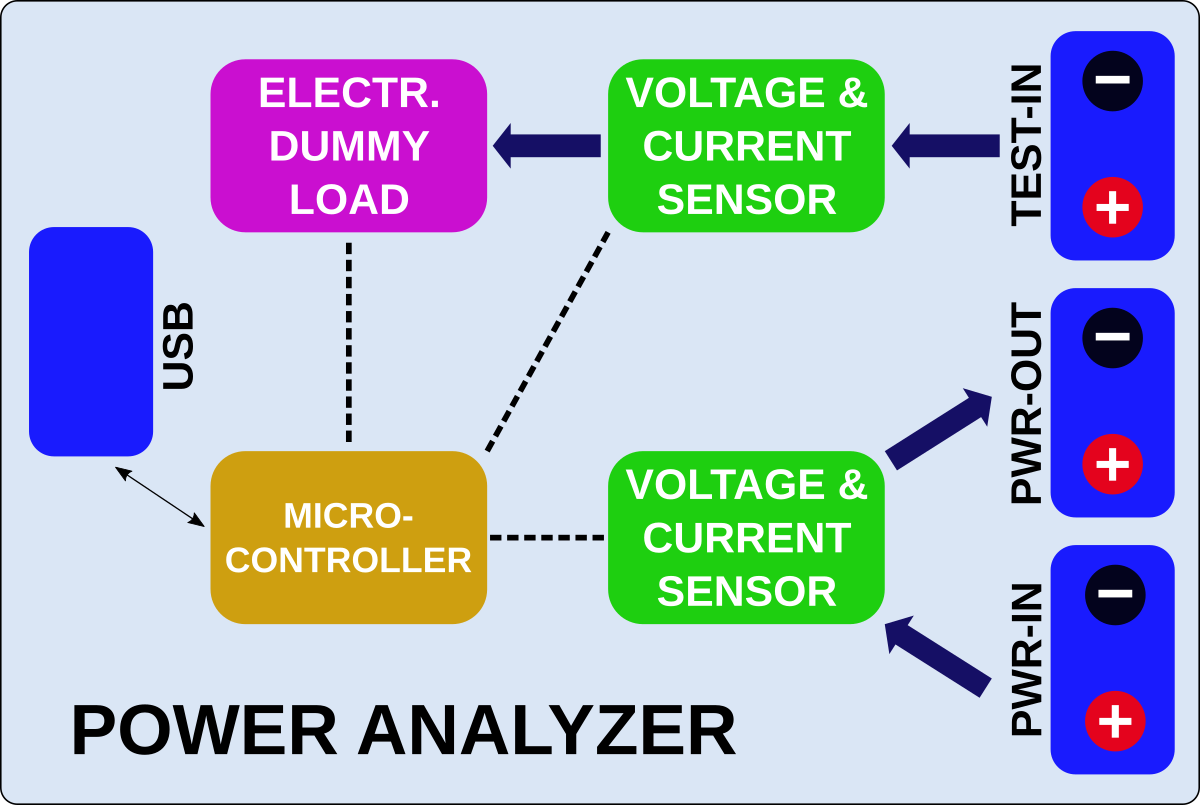 ELECTR.
DUMMY
LOAD
VOLTAGE &
CURRENT
SENSOR
TEST-IN
−
+
USB
PWR-OUT
−
+
MICRO-
CONTROLLER
VOLTAGE &
CURRENT
SENSOR
PWR-IN
−
+
POWER ANALYZER